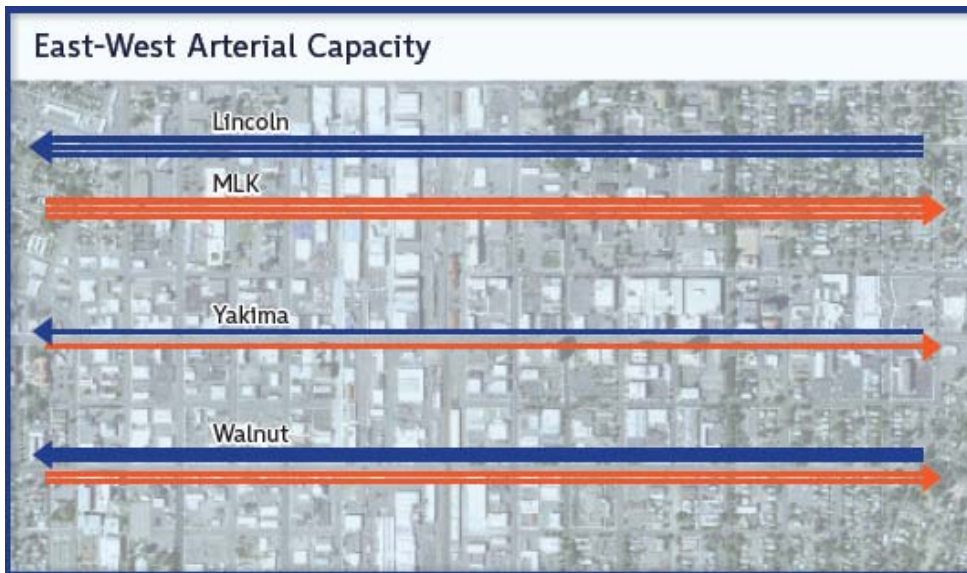 East-West Arterial Capacity
Lincoln
MLK
Yakima
Walnut